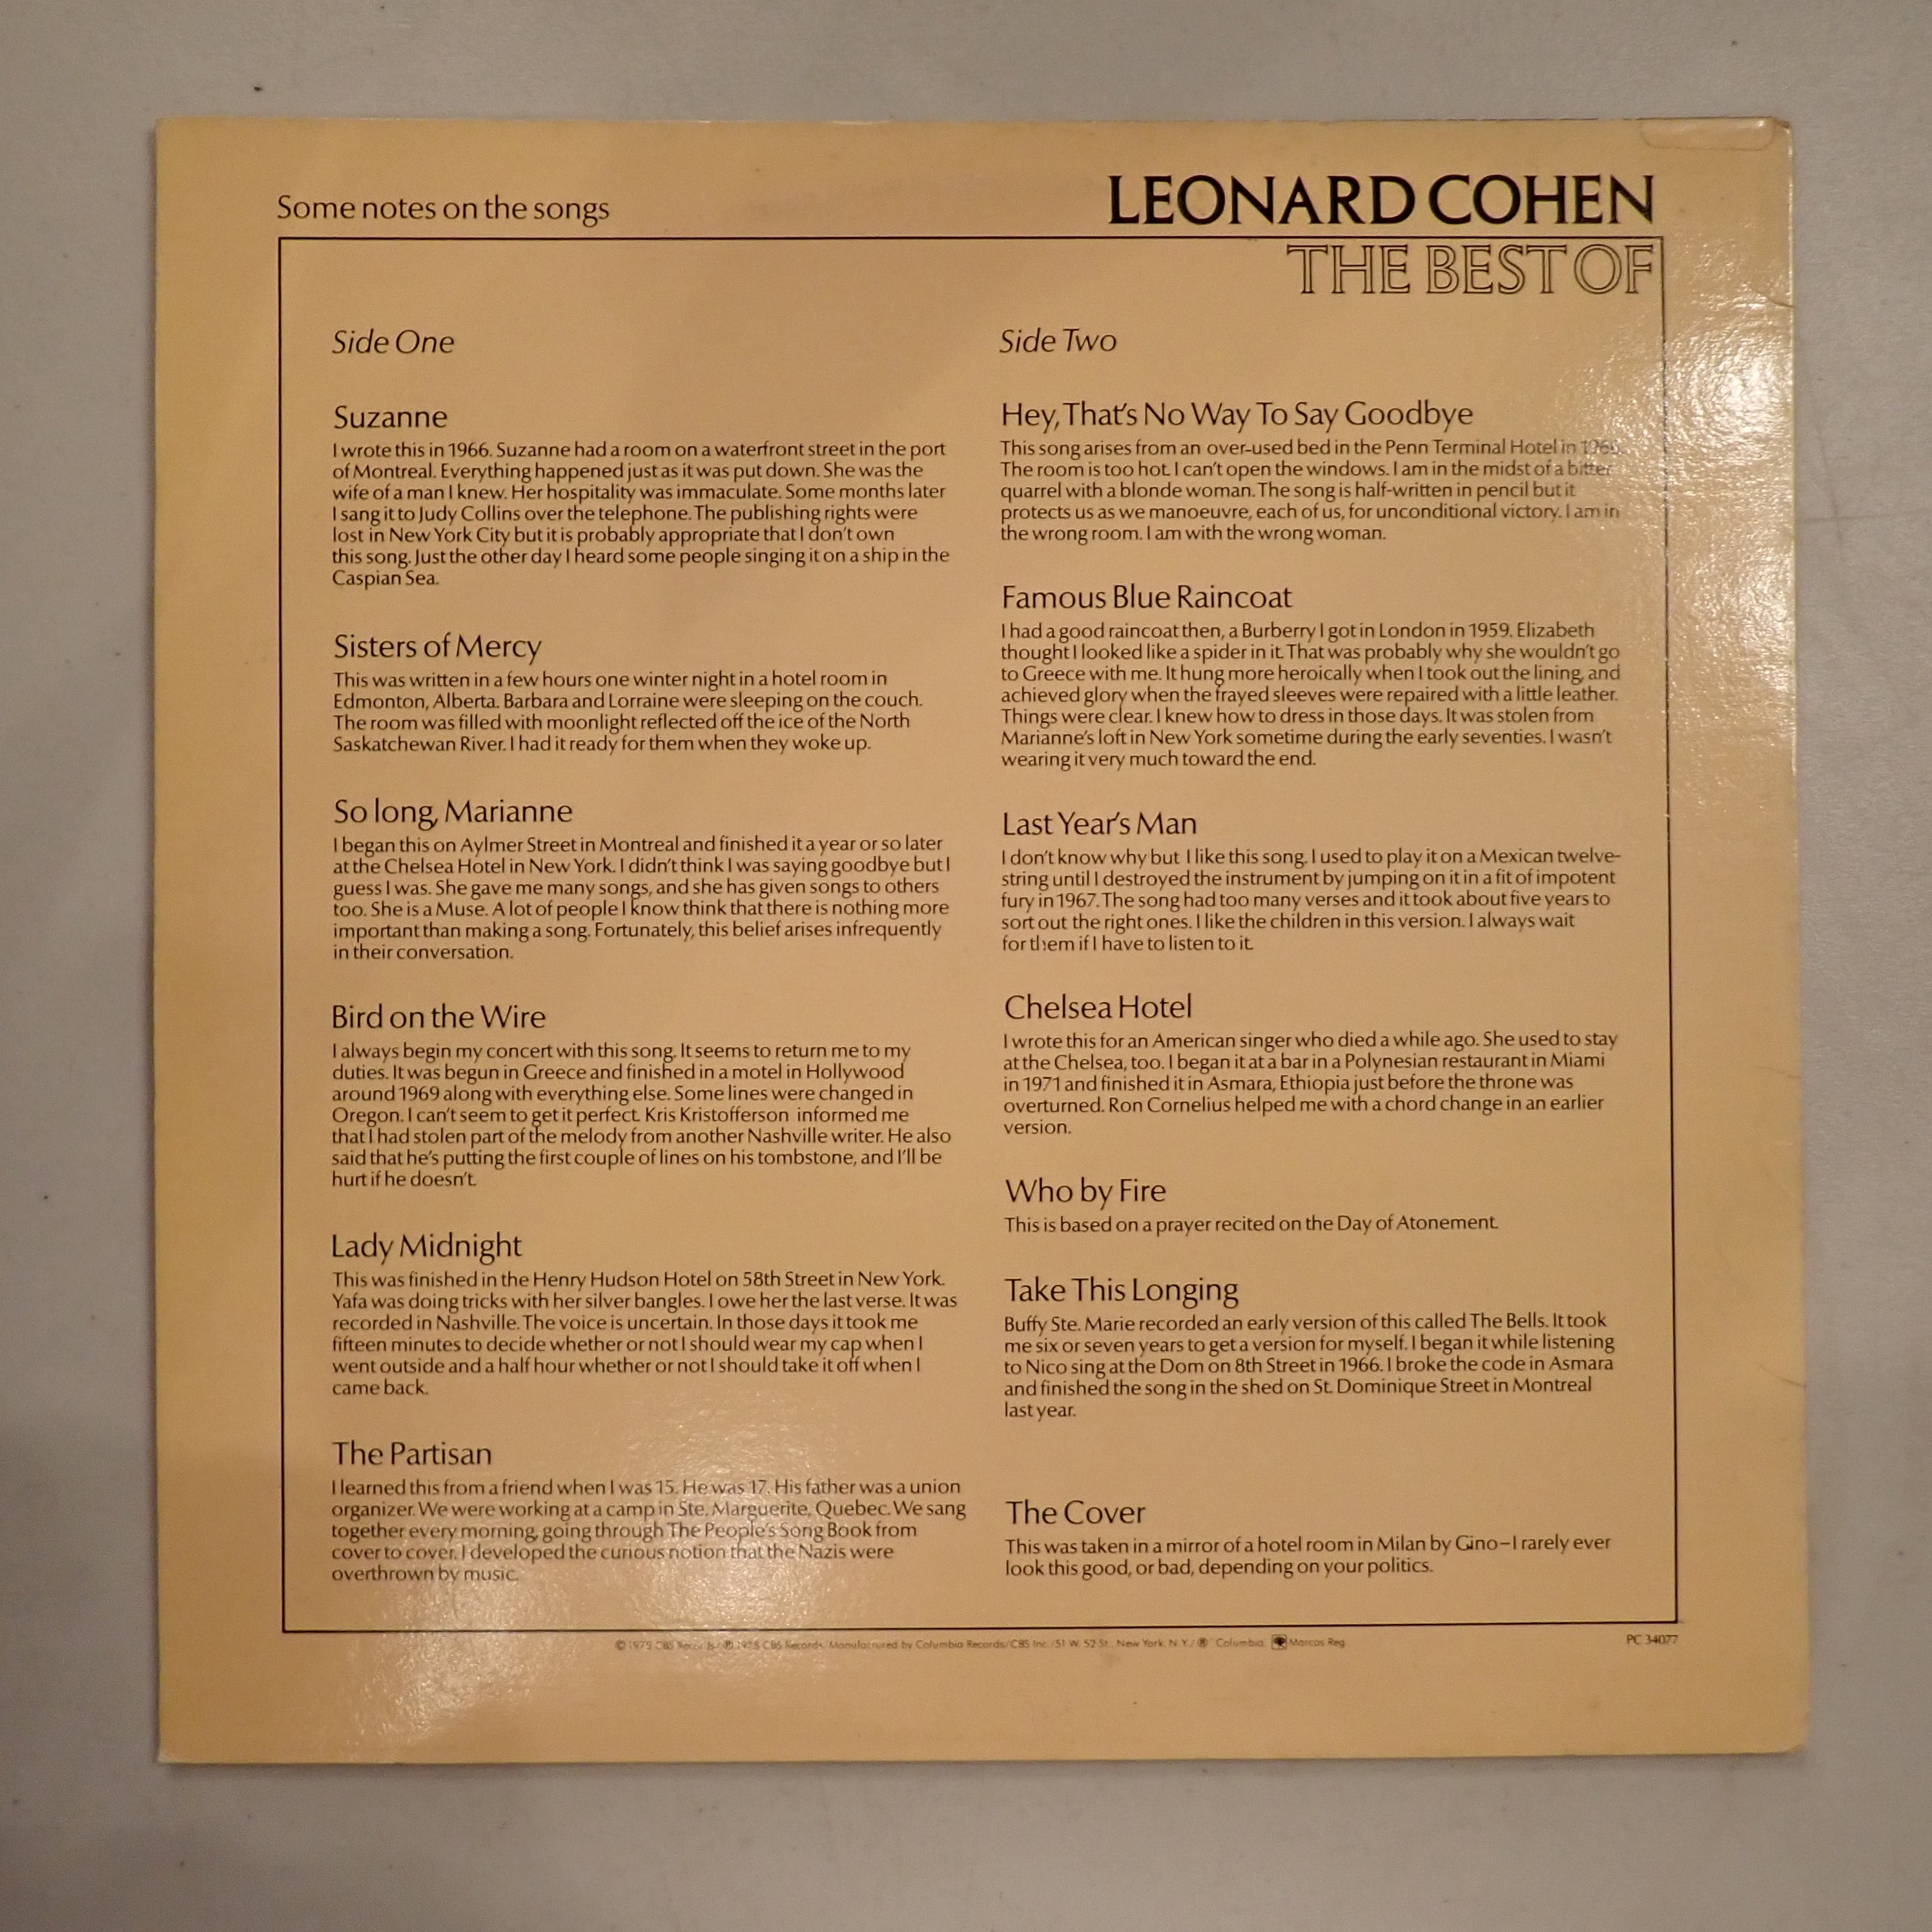 Some notes on the songs
LEONARD COHEN
THE BEST OF
Side One
Suzanne
I wrote this in 1966. Suzanne had a room on a waterfront street in the port
of Montreal. Everything happened just as it was put down. She was the
wife of a man I knew. Her hospitality was immaculate. Some months later
I sang it to Judy Collins over the telephone. The publishing rights were
lost in New York City but it is probably appropriate that I don't own
this song. Just the other day I heard some people singing it on a ship in the
Caspian Sea.
Sisters of Mercy
This was written in a few hours one winter night in a hotel room in
Edmonton, Alberta. Barbara and Lorraine were sleeping on the couch.
The room was filled with moonlight reflected off the ice of the North
Saskatchewan River. I had it ready for them when they woke up.
So long, Marianne
I began this on Aylmer Street in Montreal and finished it a year or so later
at the Chelsea Hotel in New York. I didn't think I was saying goodbye but I
guess I was. She gave me many songs, and she has given songs to others
too. She is a Muse. A lot of people I know think that there is nothing more
important than making a song. Fortunately, this belief arises infrequently
in their conversation.
Bird on the Wire
I always begin my concert with this song. It seems to return me to my
duties. It was begun in Greece and finished in a motel in Hollywood
around 1969 along with everything else. Some lines were changed in
Oregon. I can't seem to get it perfect. Kris Kristofferson informed me
that I had stolen part of the melody from another Nashville writer. He also
said that he's putting the first couple of lines on his tombstone, and I'll be
hurt if he doesn't.
Lady Midnight
This was finished in the Henry Hudson Hotel on 58th Street in New York.
Yafa was doing tricks with her silver bangles. I owe her the last verse. It was
recorded in Nashville. The voice is uncertain. In those days it took me
fifteen minutes to decide whether or not I should wear my cap when I
went outside and a half hour whether or not I should take it off when I
came back.
The Partisan
I learned this from a friend when I was 15. He was 17. His father was a union
organizer. We were working at a camp in Ste. Marguerite, Quebec. We sang
together every morning, going through The People's Song Book from
cover to cover. I developed the curious notion that the Nazis were
overthrown by music.
Side Two
Hey, That's No Way To Say Goodbye
This song arises from an over-used bed in the Penn Terminal Hotel in 1966.
The room is too hot. I can't open the windows. I am in the midst of a bitter
quarrel with a blonde woman. The song is half-written in pencil but it
protects us as we manoeuvre, each of us, for unconditional victory. I am in
the wrong room. I am with the wrong woman.
Famous Blue Raincoat
I had a good raincoat then, a Burberry I got in London in 1959. Elizabeth
thought I looked like a spider in it. That was probably why she wouldn't go
to Greece with me. It hung more heroically when I took out the lining, and
achieved glory when the frayed sleeves were repaired with a little leather.
Things were clear. I knew how to dress in those days. It was stolen from
Marianne's loft in New York sometime during the early seventies. I wasn't
wearing it very much toward the end.
Last Year's Man
I don't know why but I like this song. I used to play it on a Mexican twelve-
string until I destroyed the instrument by jumping on it in a fit of impotent
fury in 1967. The song had too many verses and it took about five years to
sort out the right ones. I like the children in this version. I always wait
for them if I have to listen to it.
Chelsea Hotel
I wrote this for an American singer who died a while ago. She used to stay
at the Chelsea, too. I began it at a bar in a Polynesian restaurant in Miami
in 1971 and finished it in Asmara, Ethiopia just before the throne was
overturned. Ron Cornelius helped me with a chord change in an earlier
version.
Who by Fire
This is based on a prayer recited on the Day of Atonement.
Take This Longing
Buffy Ste. Marie recorded an early version of this called The Bells. It took
me six or seven years to get a version for myself. I began it while listening
to Nico sing at the Dom on 8th Street in 1966. I broke the code in Asmara
and finished the song in the shed on St. Dominique Street in Montreal
last year.
The Cover
This was taken in a mirror of a hotel room in Milan by Gino–I rarely ever
look this good, or bad, depending on your politics.
© 1975 CBS Records/ ℗ 1975 CBS Records/Manufactured by Columbia Records/CBS Inc./51 W. 52 St., New York, N.Y./ ® "Columbia, Marcas Reg.
PC 34077